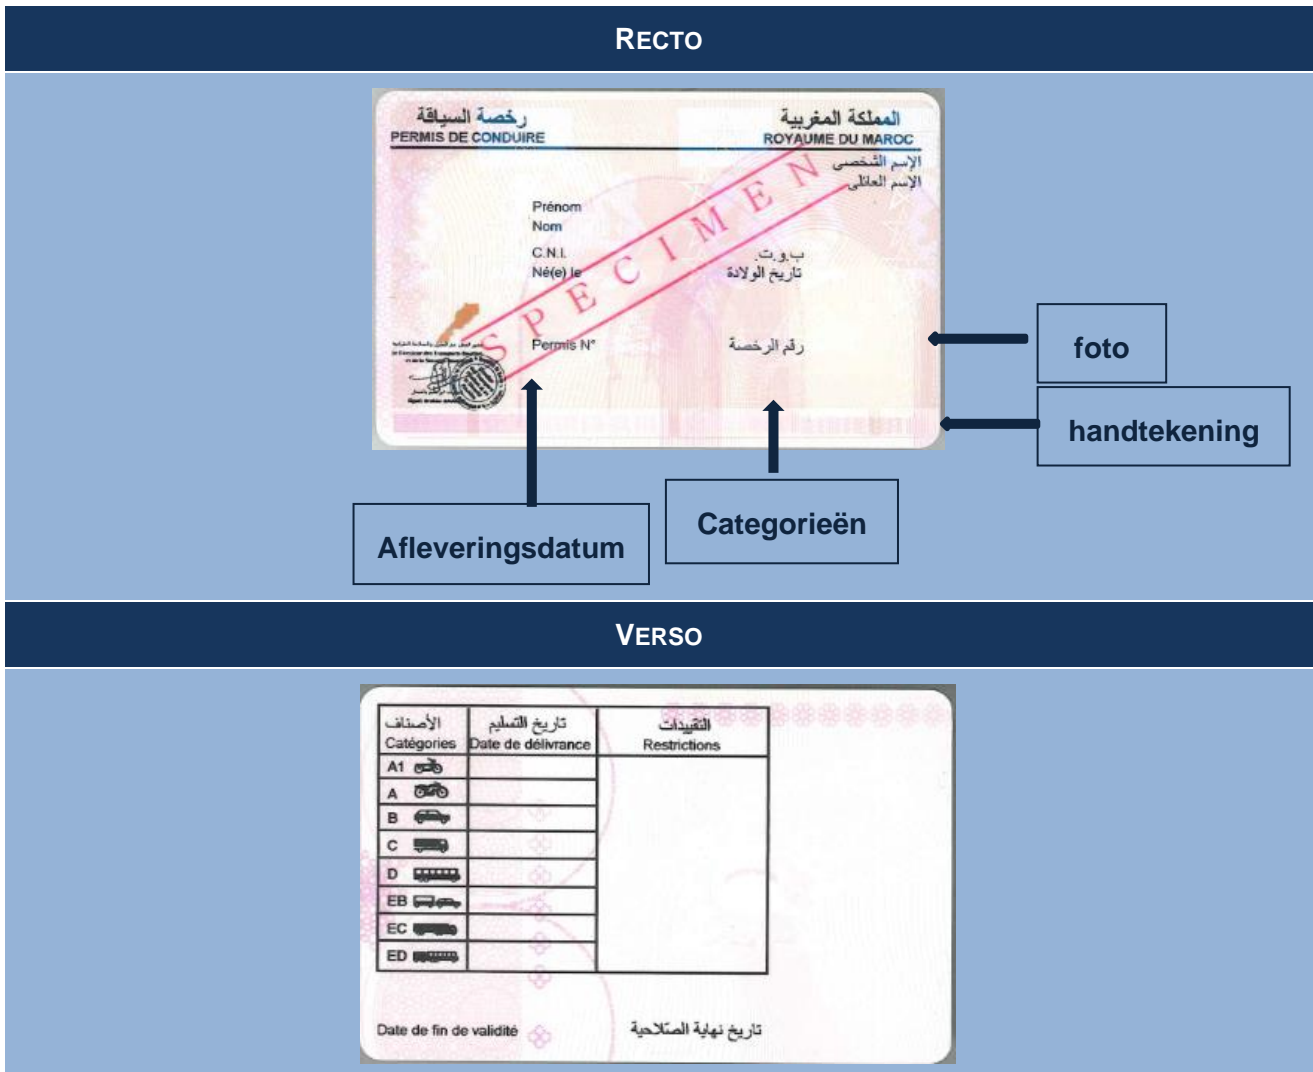 RECTO
رخصة السياقة
المملكة المغربية
PERMIS DE CONDUIRE
ROYAUME DU MAROC
الإسم الشخصي
الإسم العائلي
Prénom
Nom
C.N.I.
ب.و.ت.
Né(e) le
تاريخ الولادة
SPECIMEN
Permis N°
رقم الرخصة
foto
handtekening
Afleveringsdatum
Categorieën
VERSO
الأصناف
تاريخ التسليم
التقييدات
Catégories
Date de délivrance
Restrictions
A1
A
B
C
D
EB
EC
ED
Date de fin de validité
تاريخ نهاية الصلاحية